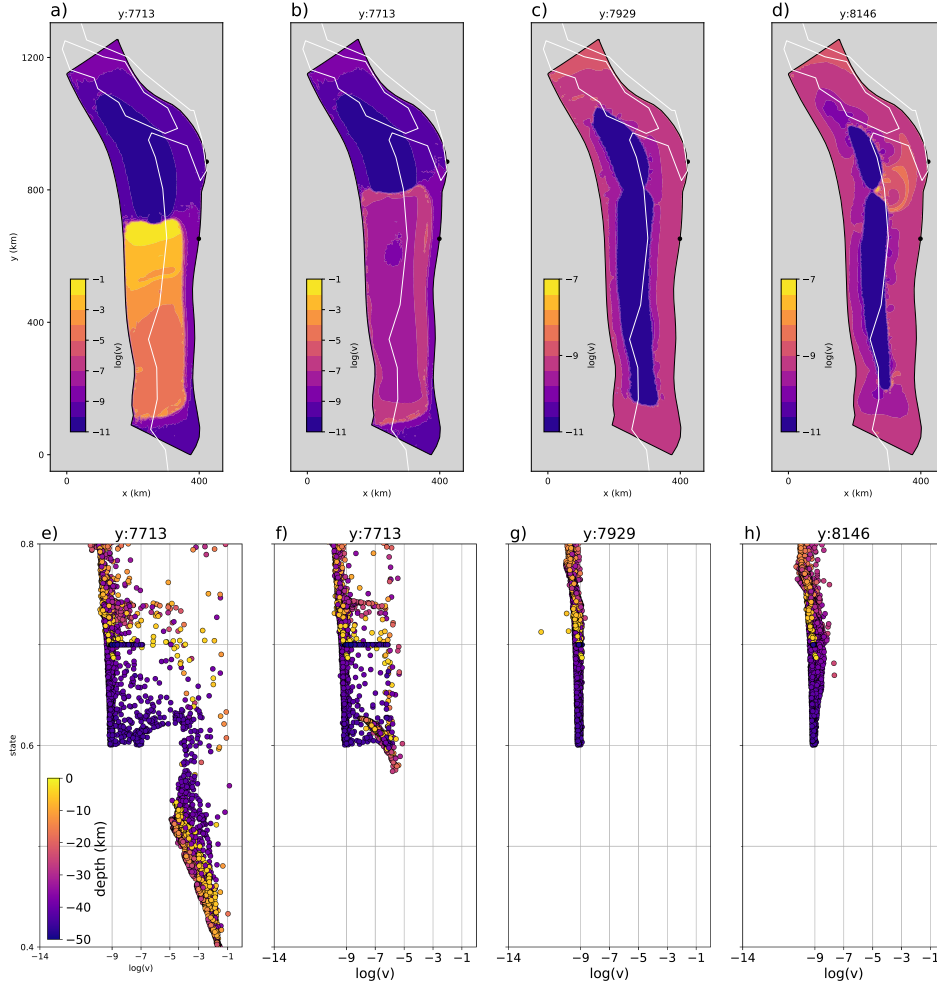 a) b) c) d)
y:7713 y:7713 y:7929 y:8146
1200
800
400
0
y (km)
−1 −1 −7 −7
−3 −3
−5 −5 −9 −9
−7 −7
−9 −9
−11 −11 −11 −11
log(v) log(v) log(v) log(v)
0 400 0 400 0 400 0 400
x (km) x (km) x (km) x (km)
e) f) g) h)
y:7713 y:7713 y:7929 y:8146
0.8
0.6
0.4
state
0
−10
−20
−30
−40
−50
depth (km)
−14 −9 −7 −5 −3 −1 −14 −9 −7 −5 −3 −1 −14 −9 −7 −5 −3 −1 −14 −9 −7 −5 −3 −1
log(v) log(v) log(v) log(v)